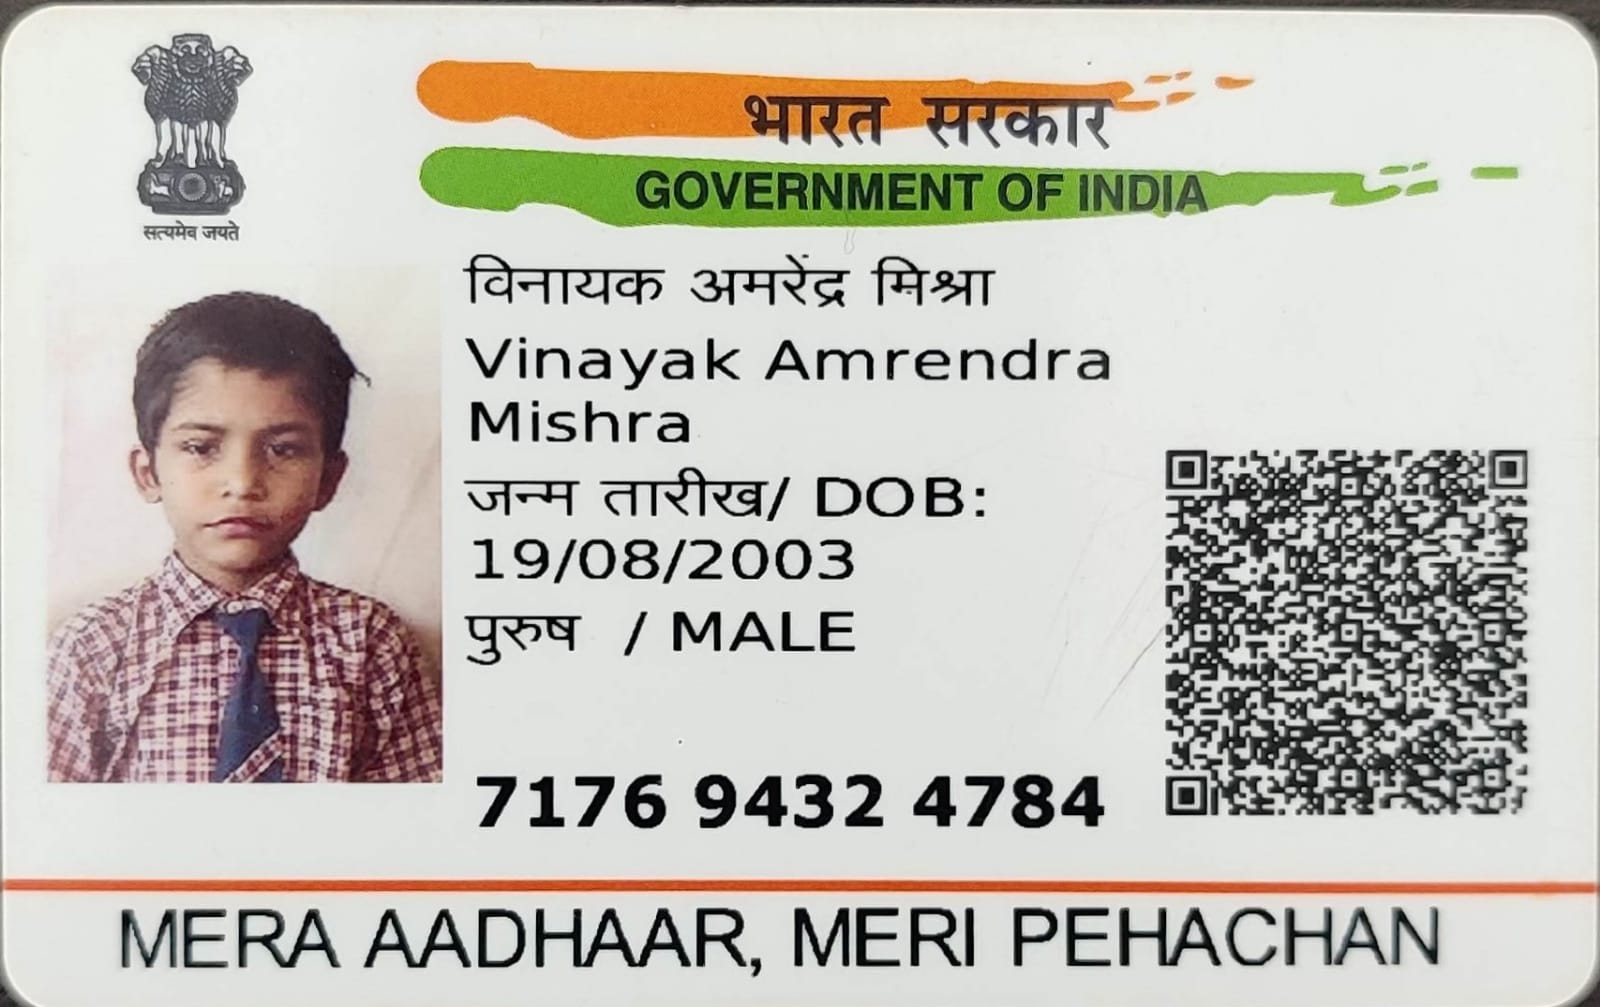 भारत सरकार
GOVERNMENT OF INDIA
सत्यमेव जयते
विनायक अमरेंद्र मिश्रा
Vinayak Amrendra
Mishra
जन्म तारीख/ DOB:
19/08/2003
पुरुष / MALE
7176 9432 4784
MERA AADHAAR, MERI PEHACHAN